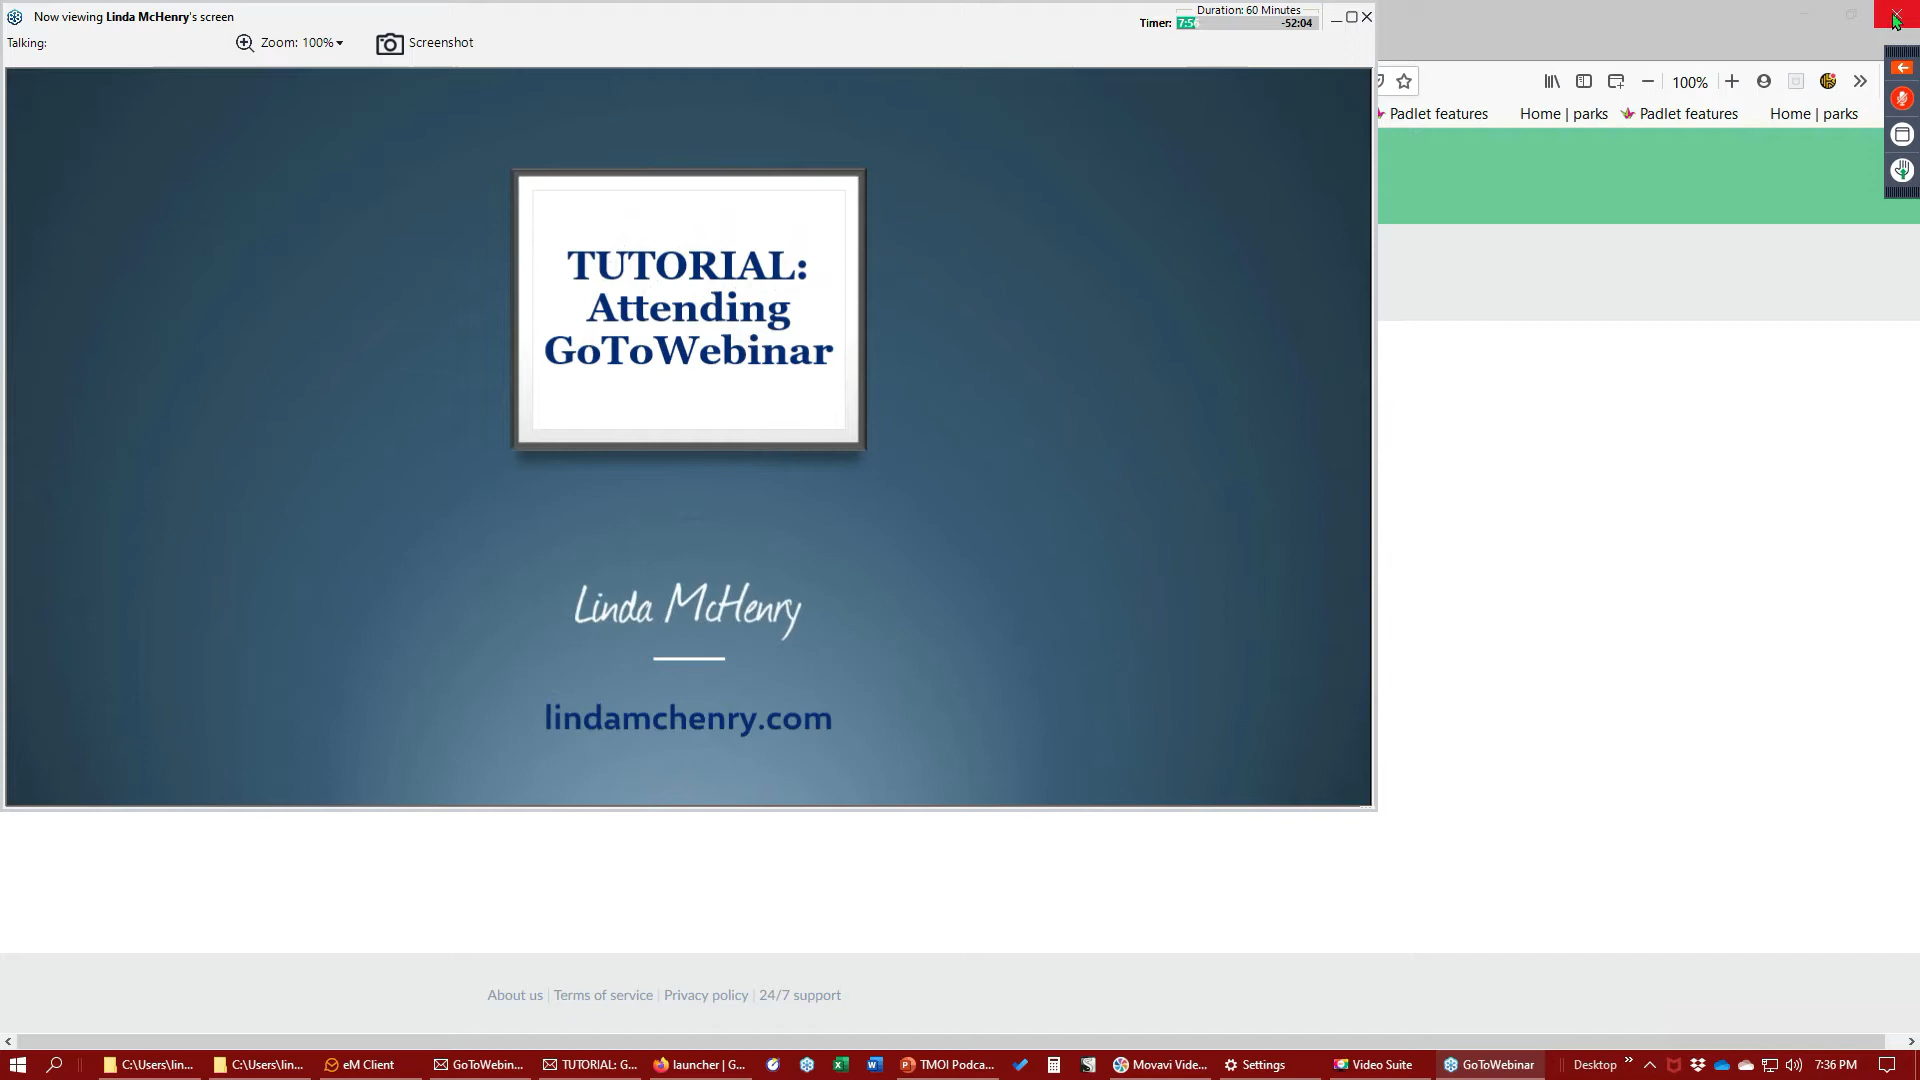 Now viewing Linda McHenry's screen
Duration: 60 Minutes
Timer: 7:56 -52:04
Talking:
Zoom: 100%
Screenshot
100%
Padlet features
Home | parks
Padlet features
Home | parks
TUTORIAL:
Attending
GoToWebinar
Linda McHenry
lindamchenry.com
About us | Terms of service | Privacy policy | 24/7 support
C:\Users\lin...
C:\Users\lin...
eM Client
GoToWebin...
TUTORIAL: G...
launcher | G...
TMOI Podca...
Movavi Vide...
Settings
Video Suite
GoToWebinar
Desktop
7:36 PM